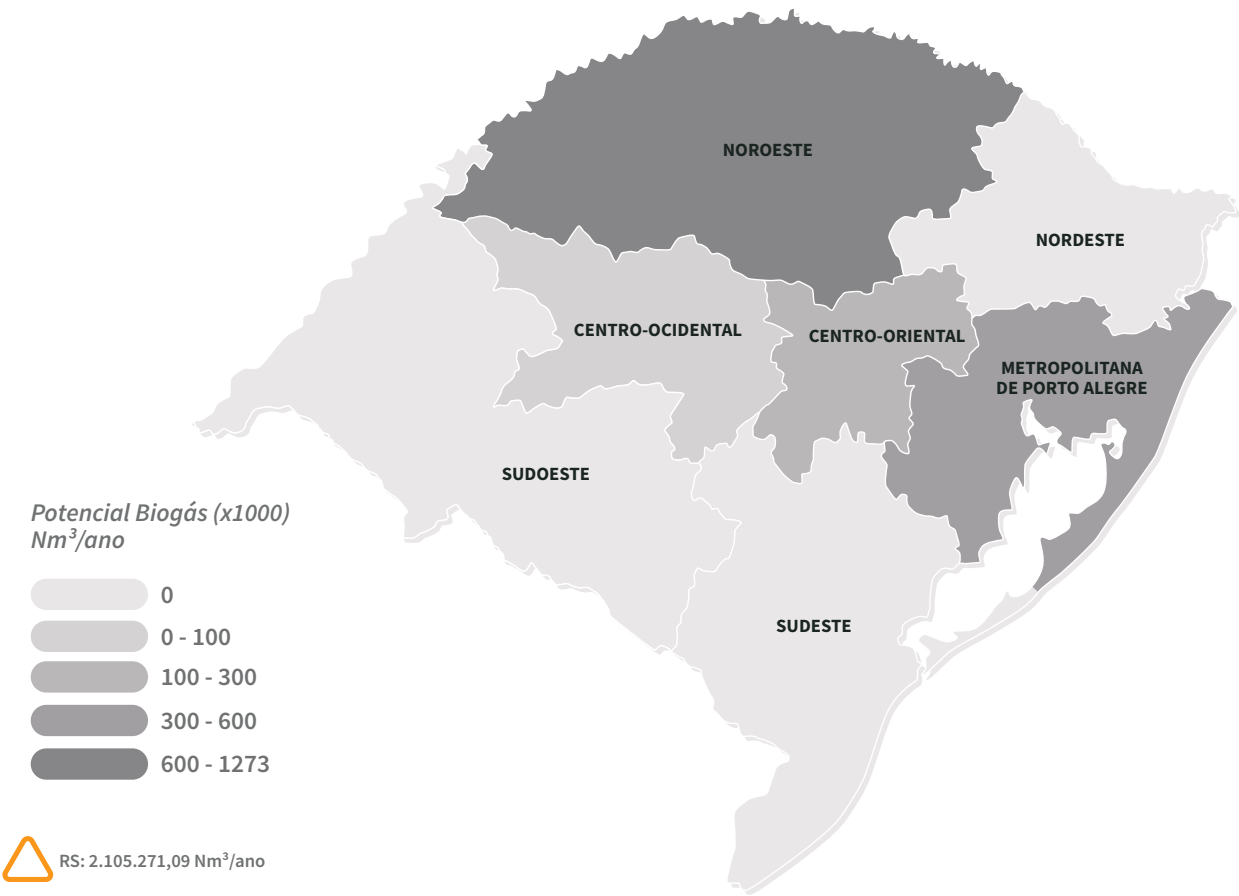 NOROESTE
NORDESTE
CENTRO-OCIDENTAL
CENTRO-ORIENTAL
METROPOLITANA
DE PORTO ALEGRE
SUDOESTE
SUDESTE
Potencial Biogás (x1000)
Nm³/ano
0
0 - 100
100 - 300
300 - 600
600 - 1273
RS: 2.105.271,09 Nm³/ano